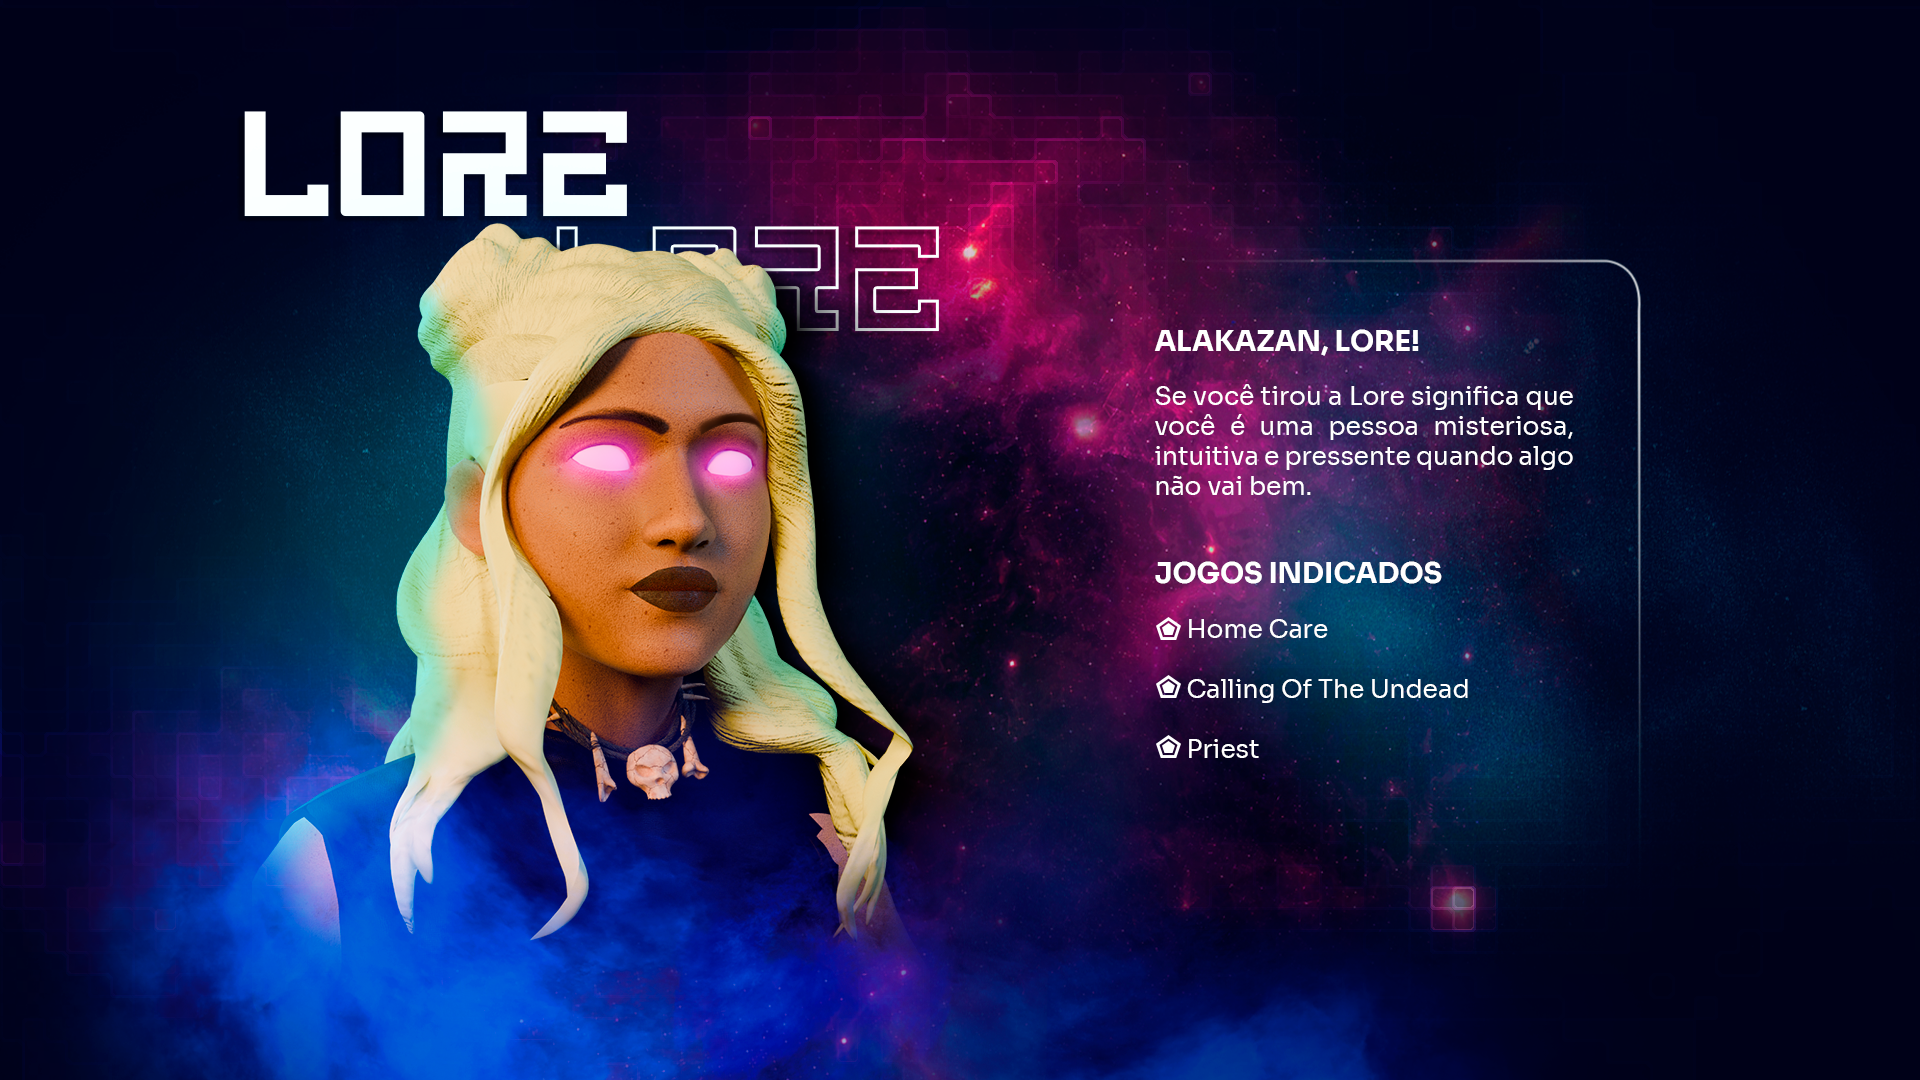 LORE
LORE
ALAKAZAN, LORE!
Se você tirou a Lore significa que
você é uma pessoa misteriosa,
intuitiva e pressente quando algo
não vai bem.
JOGOS INDICADOS
Home Care
Calling Of The Undead
Priest